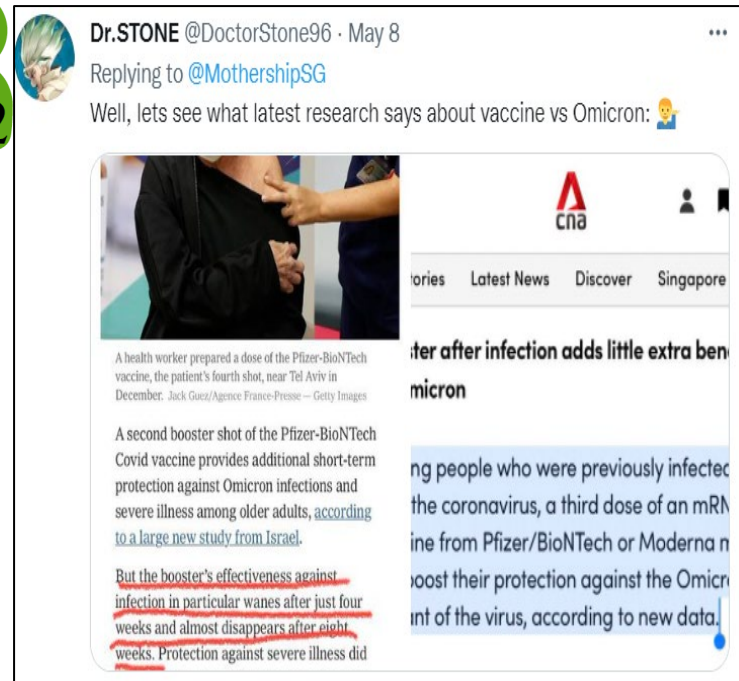 Dr.STONE @DoctorStone96 · May 8
Replying to @MothershipSG
Well, lets see what latest research says about vaccine vs Omicron:
A health worker prepared a dose of the Pfizer-BioNTech
vaccine, the patient's fourth shot, near Tel Aviv in
December. Jack Guez/Agence France-Presse — Getty Images
A second booster shot of the Pfizer-BioNTech
Covid vaccine provides additional short-term
protection against Omicron infections and
severe illness among older adults, according
to a large new study from Israel.
But the booster's effectiveness against
infection in particular wanes after just four
weeks and almost disappears after eight
weeks. Protection against severe illness did
cna
tories Latest News Discover Singapore
ster after infection adds little extra ben
micron
ng people who were previously infected
the coronavirus, a third dose of an mRN
ine from Pfizer/BioNTech or Moderna m
boost their protection against the Omicr
nt of the virus, according to new data.